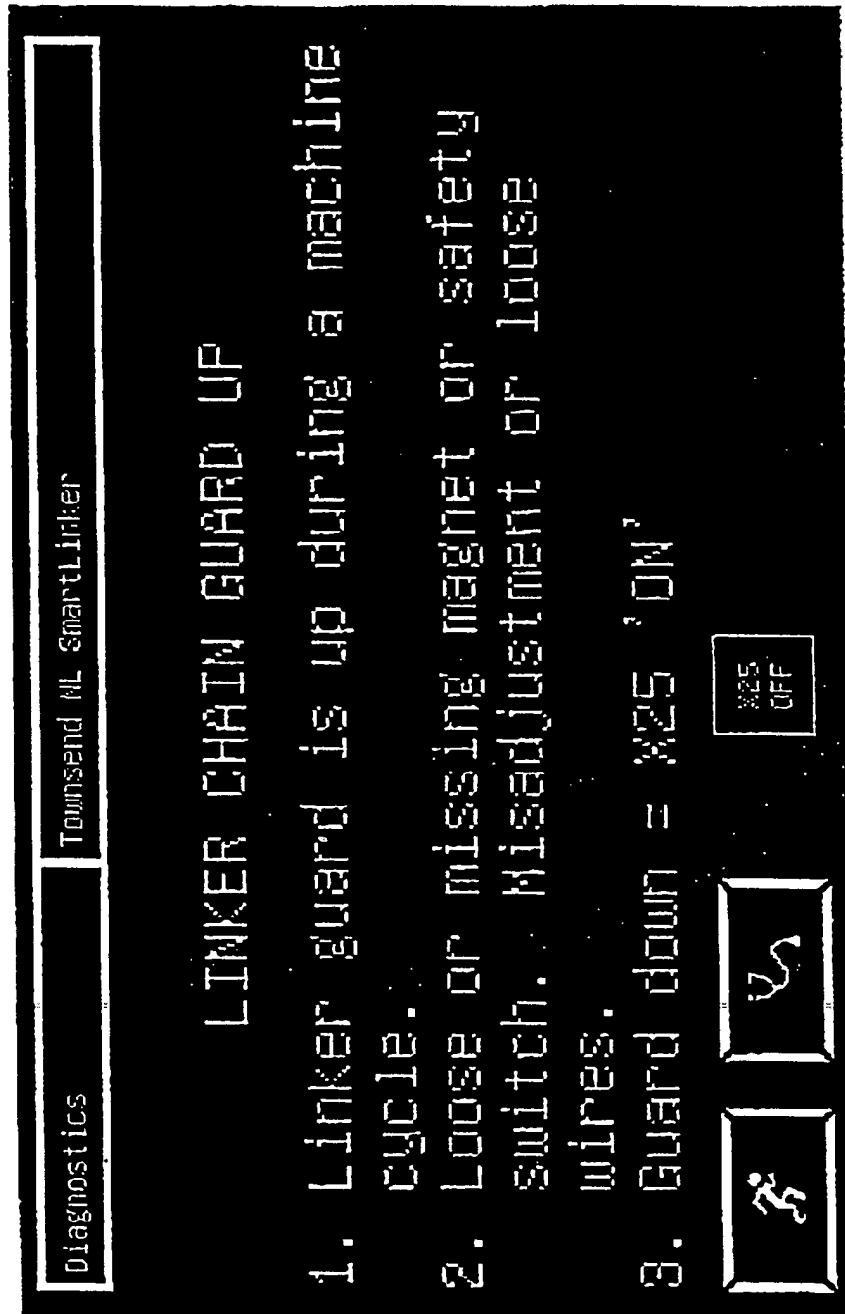 Diagnostics
Townsend NL SmartLinker
LINKER CHAIN GUARD UP
1. Linker guard is up during a machine
cycle.
2. Loose or missing magnet or safety
switch. Misadjustment or loose
wires.
3. Guard down = X25 'ON'
X25
OFF